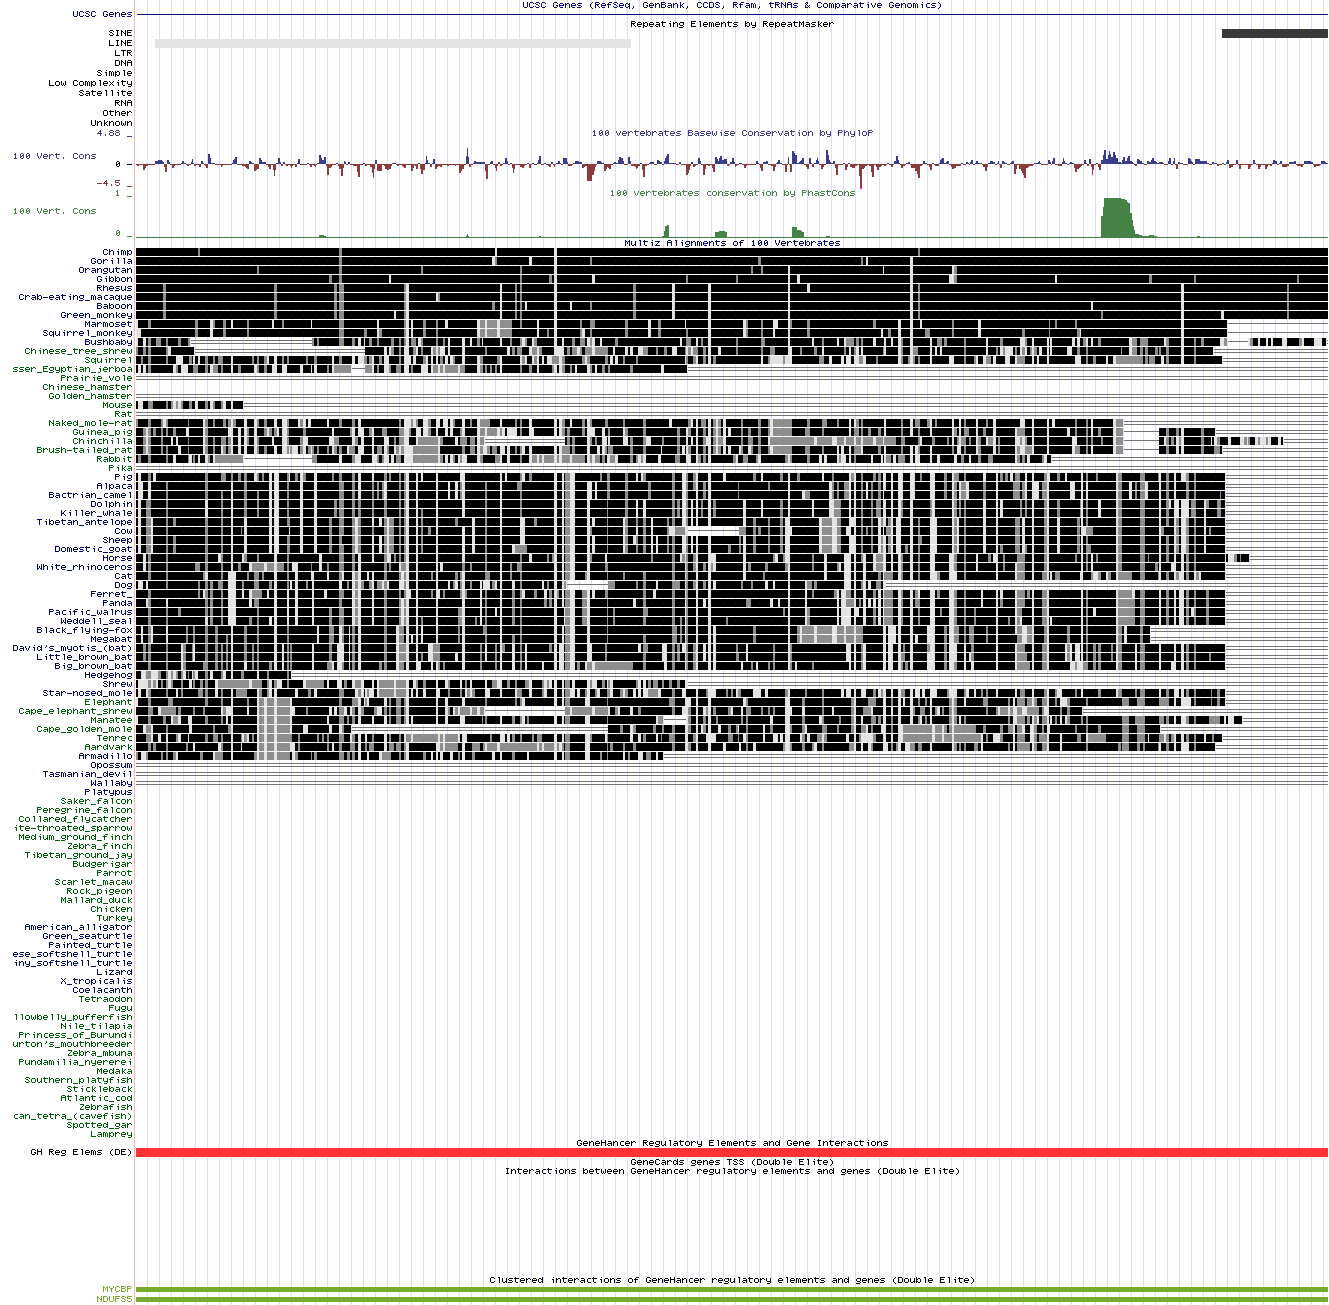 UCSC Genes (RefSeq, GenBank, CCDS, Rfam, tRNAs & Comparative Genomics)
UCSC Genes
Repeating Elements by RepeatMasker
SINE
LINE
LTR
DNA
Simple
Low Complexity
Satellite
RNA
Other
Unknown
4.88 _
100 vertebrates Basewise Conservation by PhyloP
100 Vert. Cons
0 _
-4.5 _
100 vertebrates conservation by PhastCons
1 _
100 Vert. Cons
0 _
Multiz Alignments of 100 Vertebrates
Chimp
Gorilla
Orangutan
Gibbon
Rhesus
Crab-eating_macaque
Baboon
Green_monkey
Marmoset
Squirrel_monkey
Bushbaby
Chinese_tree_shrew
Squirrel
sser_Egyptian_jerboa
Prairie_vole
Chinese_hamster
Golden_hamster
Mouse
Rat
Naked_mole-rat
Guinea_pig
Chinchilla
Brush-tailed_rat
Rabbit
Pika
Pig
Alpaca
Bactrian_camel
Dolphin
Killer_whale
Tibetan_antelope
Cow
Sheep
Domestic_goat
Horse
White_rhinoceros
Cat
Dog
Ferret_
Panda
Pacific_walrus
Weddell_seal
Black_flying-fox
Megabat
David's_myotis_(bat)
Little_brown_bat
Big_brown_bat
Hedgehog
Shrew
Star-nosed_mole
Elephant
Cape_elephant_shrew
Manatee
Cape_golden_mole
Tenrec
Aardvark
Armadillo
Opossum
Tasmanian_devil
Wallaby
Platypus
Saker_falcon
Peregrine_falcon
Collared_flycatcher
ite-throated_sparrow
Medium_ground_finch
Zebra_finch
Tibetan_ground_jay
Budgerigar
Parrot
Scarlet_macaw
Rock_pigeon
Mallard_duck
Chicken
Turkey
American_alligator
Green_seaturtle
Painted_turtle
ese_softshell_turtle
iny_softshell_turtle
Lizard
X_tropicalis
Coelacanth
Tetraodon
Fugu
llowbelly_pufferfish
Nile_tilapia
Princess_of_Burundi
urton's_mouthbreeder
Zebra_mbuna
Pundamilia_nyererei
Medaka
Southern_platyfish
Stickleback
Atlantic_cod
Zebrafish
can_tetra_(cavefish)
Spotted_gar
Lamprey
GeneHancer Regulatory Elements and Gene Interactions
GH Reg Elems (DE)
GeneCards genes TSS (Double Elite)
Interactions between GeneHancer regulatory elements and genes (Double Elite)
Clustered interactions of GeneHancer regulatory elements and genes (Double Elite)
MYCBP
NDUFS5